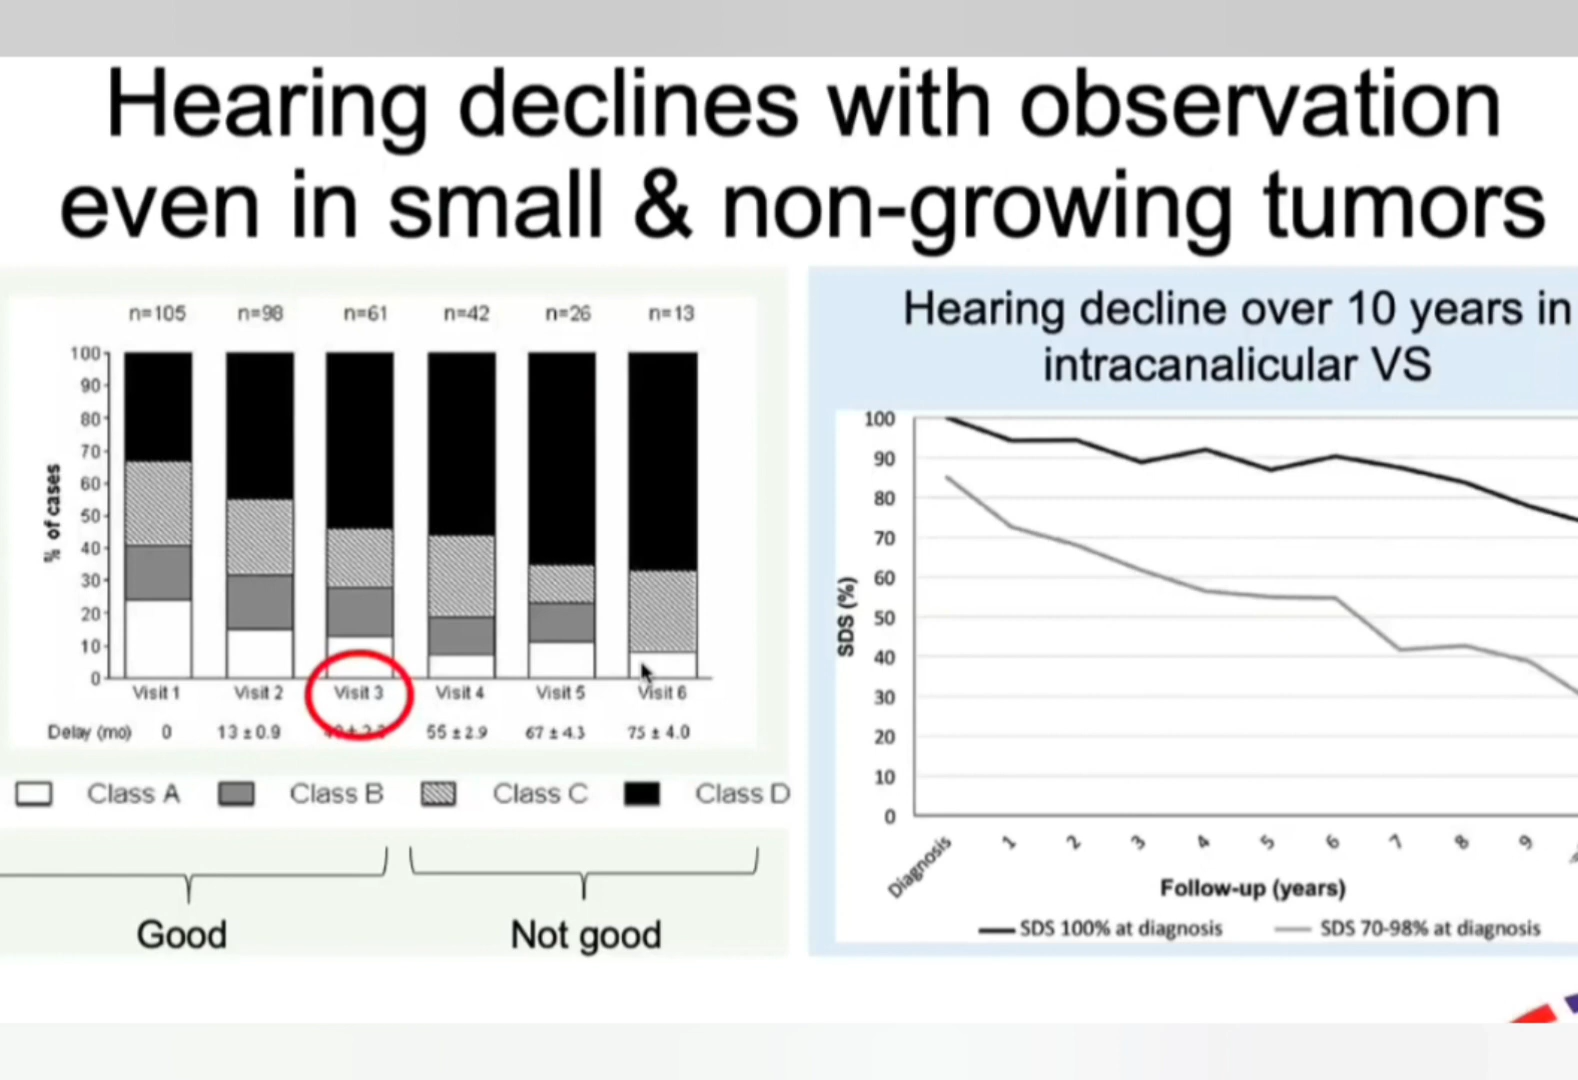 Hearing declines with observation
even in small & non-growing tumors
n=105 n=98 n=61 n=42 n=26 n=13
100
90
80
70
60
50
40
30
20
10
0
% of cases
Visit 1 Visit 2 Visit 3 Visit 4 Visit 5 Visit 6
Delay (mo) 0 13 ± 0.9 55 ± 2.9 67 ± 4.3 75 ± 4.0
Class A Class B Class C Class D
Good Not good
Hearing decline over 10 years in
intracanalicular VS
100
90
80
70
60
50
40
30
20
10
0
SDS (%)
Diagnosis 1 2 3 4 5 6 7 8 9
Follow-up (years)
SDS 100% at diagnosis SDS 70-98% at diagnosis